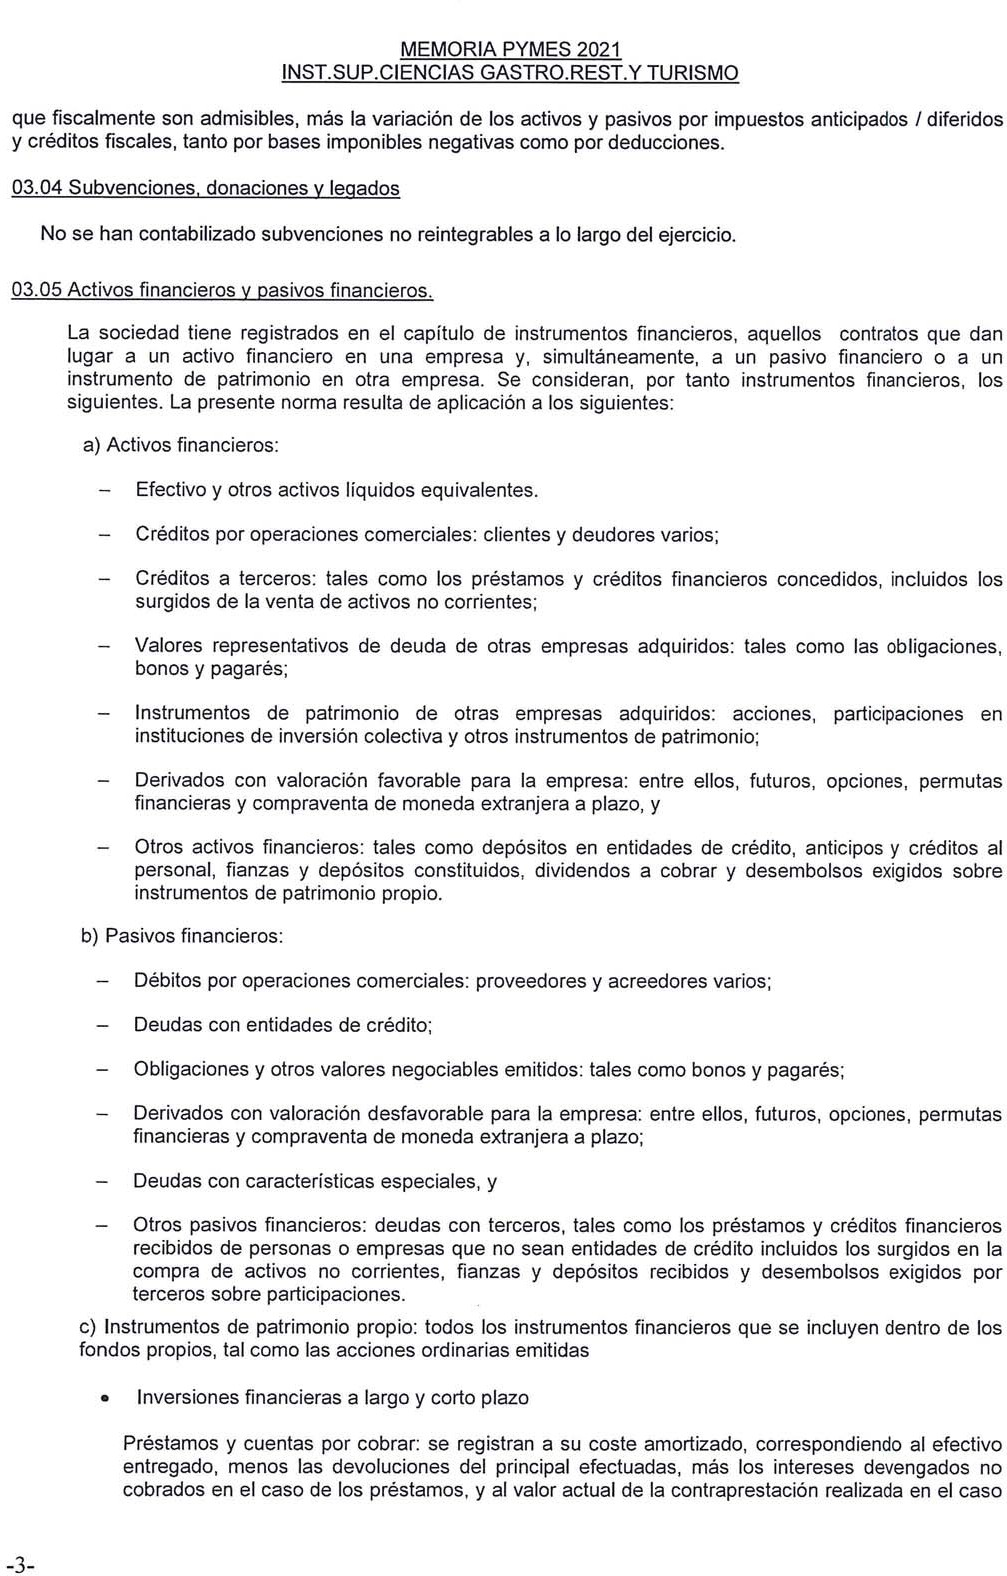 MEMORIA PYMES 2021
INST.SUP.CIENCIAS GASTRO.REST.Y TURISMO
que fiscalmente son admisibles, más la variación de los activos y pasivos por impuestos anticipados / diferidos
y créditos fiscales, tanto por bases imponibles negativas como por deducciones.
03.04 Subvenciones, donaciones y legados
No se han contabilizado subvenciones no reintegrables a lo largo del ejercicio.
03.05 Activos financieros y pasivos financieros.
La sociedad tiene registrados en el capítulo de instrumentos financieros, aquellos contratos que dan
lugar a un activo financiero en una empresa y, simultáneamente, a un pasivo financiero o a un
instrumento de patrimonio en otra empresa. Se consideran, por tanto instrumentos financieros, los
siguientes. La presente norma resulta de aplicación a los siguientes:
a) Activos financieros:
– Efectivo y otros activos líquidos equivalentes.
– Créditos por operaciones comerciales: clientes y deudores varios;
– Créditos a terceros: tales como los préstamos y créditos financieros concedidos, incluidos los
surgidos de la venta de activos no corrientes;
– Valores representativos de deuda de otras empresas adquiridos: tales como las obligaciones,
bonos y pagarés;
– Instrumentos de patrimonio de otras empresas adquiridos: acciones, participaciones en
instituciones de inversión colectiva y otros instrumentos de patrimonio;
– Derivados con valoración favorable para la empresa: entre ellos, futuros, opciones, permutas
financieras y compraventa de moneda extranjera a plazo, y
– Otros activos financieros: tales como depósitos en entidades de crédito, anticipos y créditos al
personal, fianzas y depósitos constituidos, dividendos a cobrar y desembolsos exigidos sobre
instrumentos de patrimonio propio.
b) Pasivos financieros:
– Débitos por operaciones comerciales: proveedores y acreedores varios;
– Deudas con entidades de crédito;
– Obligaciones y otros valores negociables emitidos: tales como bonos y pagarés;
– Derivados con valoración desfavorable para la empresa: entre ellos, futuros, opciones, permutas
financieras y compraventa de moneda extranjera a plazo;
– Deudas con características especiales, y
– Otros pasivos financieros: deudas con terceros, tales como los préstamos y créditos financieros
recibidos de personas o empresas que no sean entidades de crédito incluidos los surgidos en la
compra de activos no corrientes, fianzas y depósitos recibidos y desembolsos exigidos por
terceros sobre participaciones.
c) Instrumentos de patrimonio propio: todos los instrumentos financieros que se incluyen dentro de los
fondos propios, tal como las acciones ordinarias emitidas
• Inversiones financieras a largo y corto plazo
Préstamos y cuentas por cobrar: se registran a su coste amortizado, correspondiendo al efectivo
entregado, menos las devoluciones del principal efectuadas, más los intereses devengados no
cobrados en el caso de los préstamos, y al valor actual de la contraprestación realizada en el caso
-3-